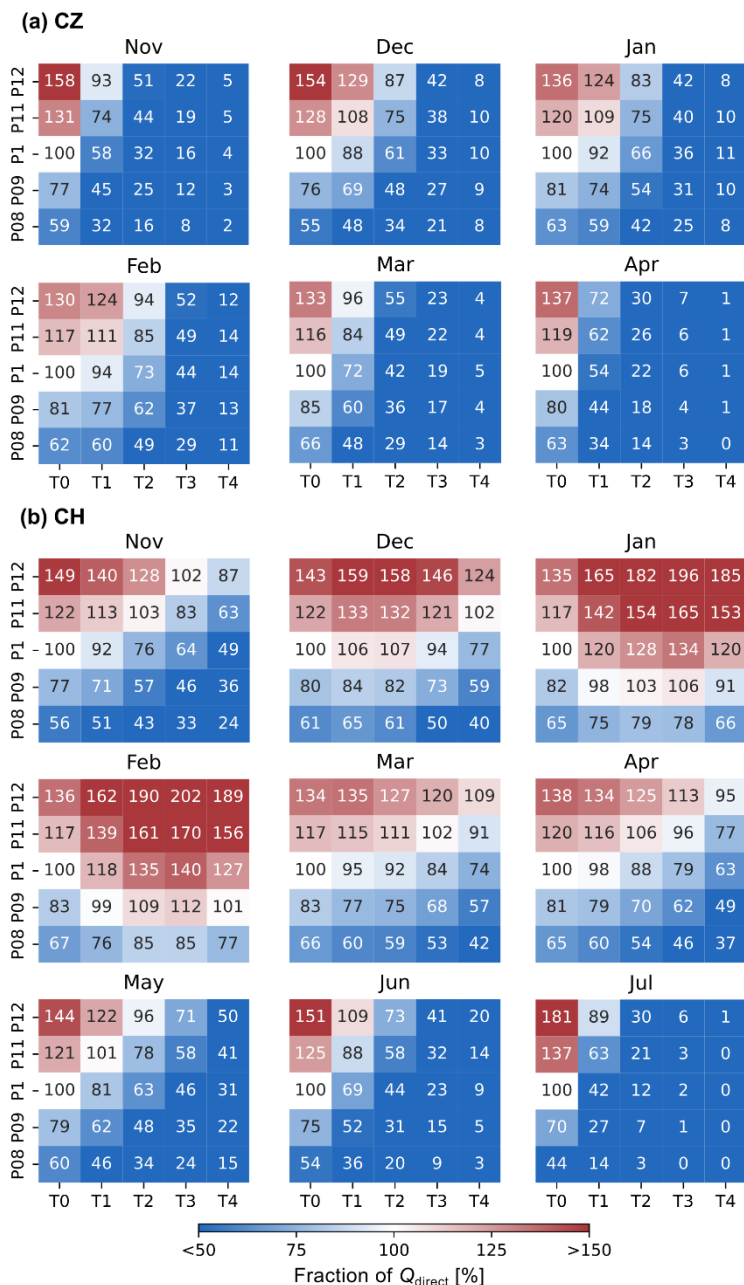 (a) CZ
Nov Dec Jan
P12 158 93 51 22 5 154 129 87 42 8 136 124 83 42 8
P11 131 74 44 19 5 128 108 75 38 10 120 109 75 40 10
P1 100 58 32 16 4 100 88 61 33 10 100 92 66 36 11
P09 77 45 25 12 3 76 69 48 27 9 81 74 54 31 10
P08 59 32 16 8 2 55 48 34 21 8 63 59 42 25 8
Feb Mar Apr
P12 130 124 94 52 12 133 96 55 23 4 137 72 30 7 1
P11 117 111 85 49 14 116 84 49 22 4 119 62 26 6 1
P1 100 94 73 44 14 100 72 42 19 5 100 54 22 6 1
P09 81 77 62 37 13 85 60 36 17 4 80 44 18 4 1
P08 62 60 49 29 11 66 48 29 14 3 63 34 14 3 0
T0 T1 T2 T3 T4 T0 T1 T2 T3 T4 T0 T1 T2 T3 T4
(b) CH
Nov Dec Jan
P12 149 140 128 102 87 143 159 158 146 124 135 165 182 196 185
P11 122 113 103 83 63 122 133 132 121 102 117 142 154 165 153
P1 100 92 76 64 49 100 106 107 94 77 100 120 128 134 120
P09 77 71 57 46 36 80 84 82 73 59 82 98 103 106 91
P08 56 51 43 33 24 61 65 61 50 40 65 75 79 78 66
Feb Mar Apr
P12 136 162 190 202 189 134 135 127 120 109 138 134 125 113 95
P11 117 139 161 170 156 117 115 111 102 91 120 116 106 96 77
P1 100 118 135 140 127 100 95 92 84 74 100 98 88 79 63
P09 83 99 109 112 101 83 77 75 68 57 81 79 70 62 49
P08 67 76 85 85 77 66 60 59 53 42 65 60 54 46 37
May Jun Jul
P12 144 122 96 71 50 151 109 73 41 20 181 89 30 6 1
P11 121 101 78 58 41 125 88 58 32 14 137 63 21 3 0
P1 100 81 63 46 31 100 69 44 23 9 100 42 12 2 0
P09 79 62 48 35 22 75 52 31 15 5 70 27 7 1 0
P08 60 46 34 24 15 54 36 20 9 3 44 14 3 0 0
T0 T1 T2 T3 T4 T0 T1 T2 T3 T4 T0 T1 T2 T3 T4
<50 75 100 125 >150
Fraction of Qdirect [%]